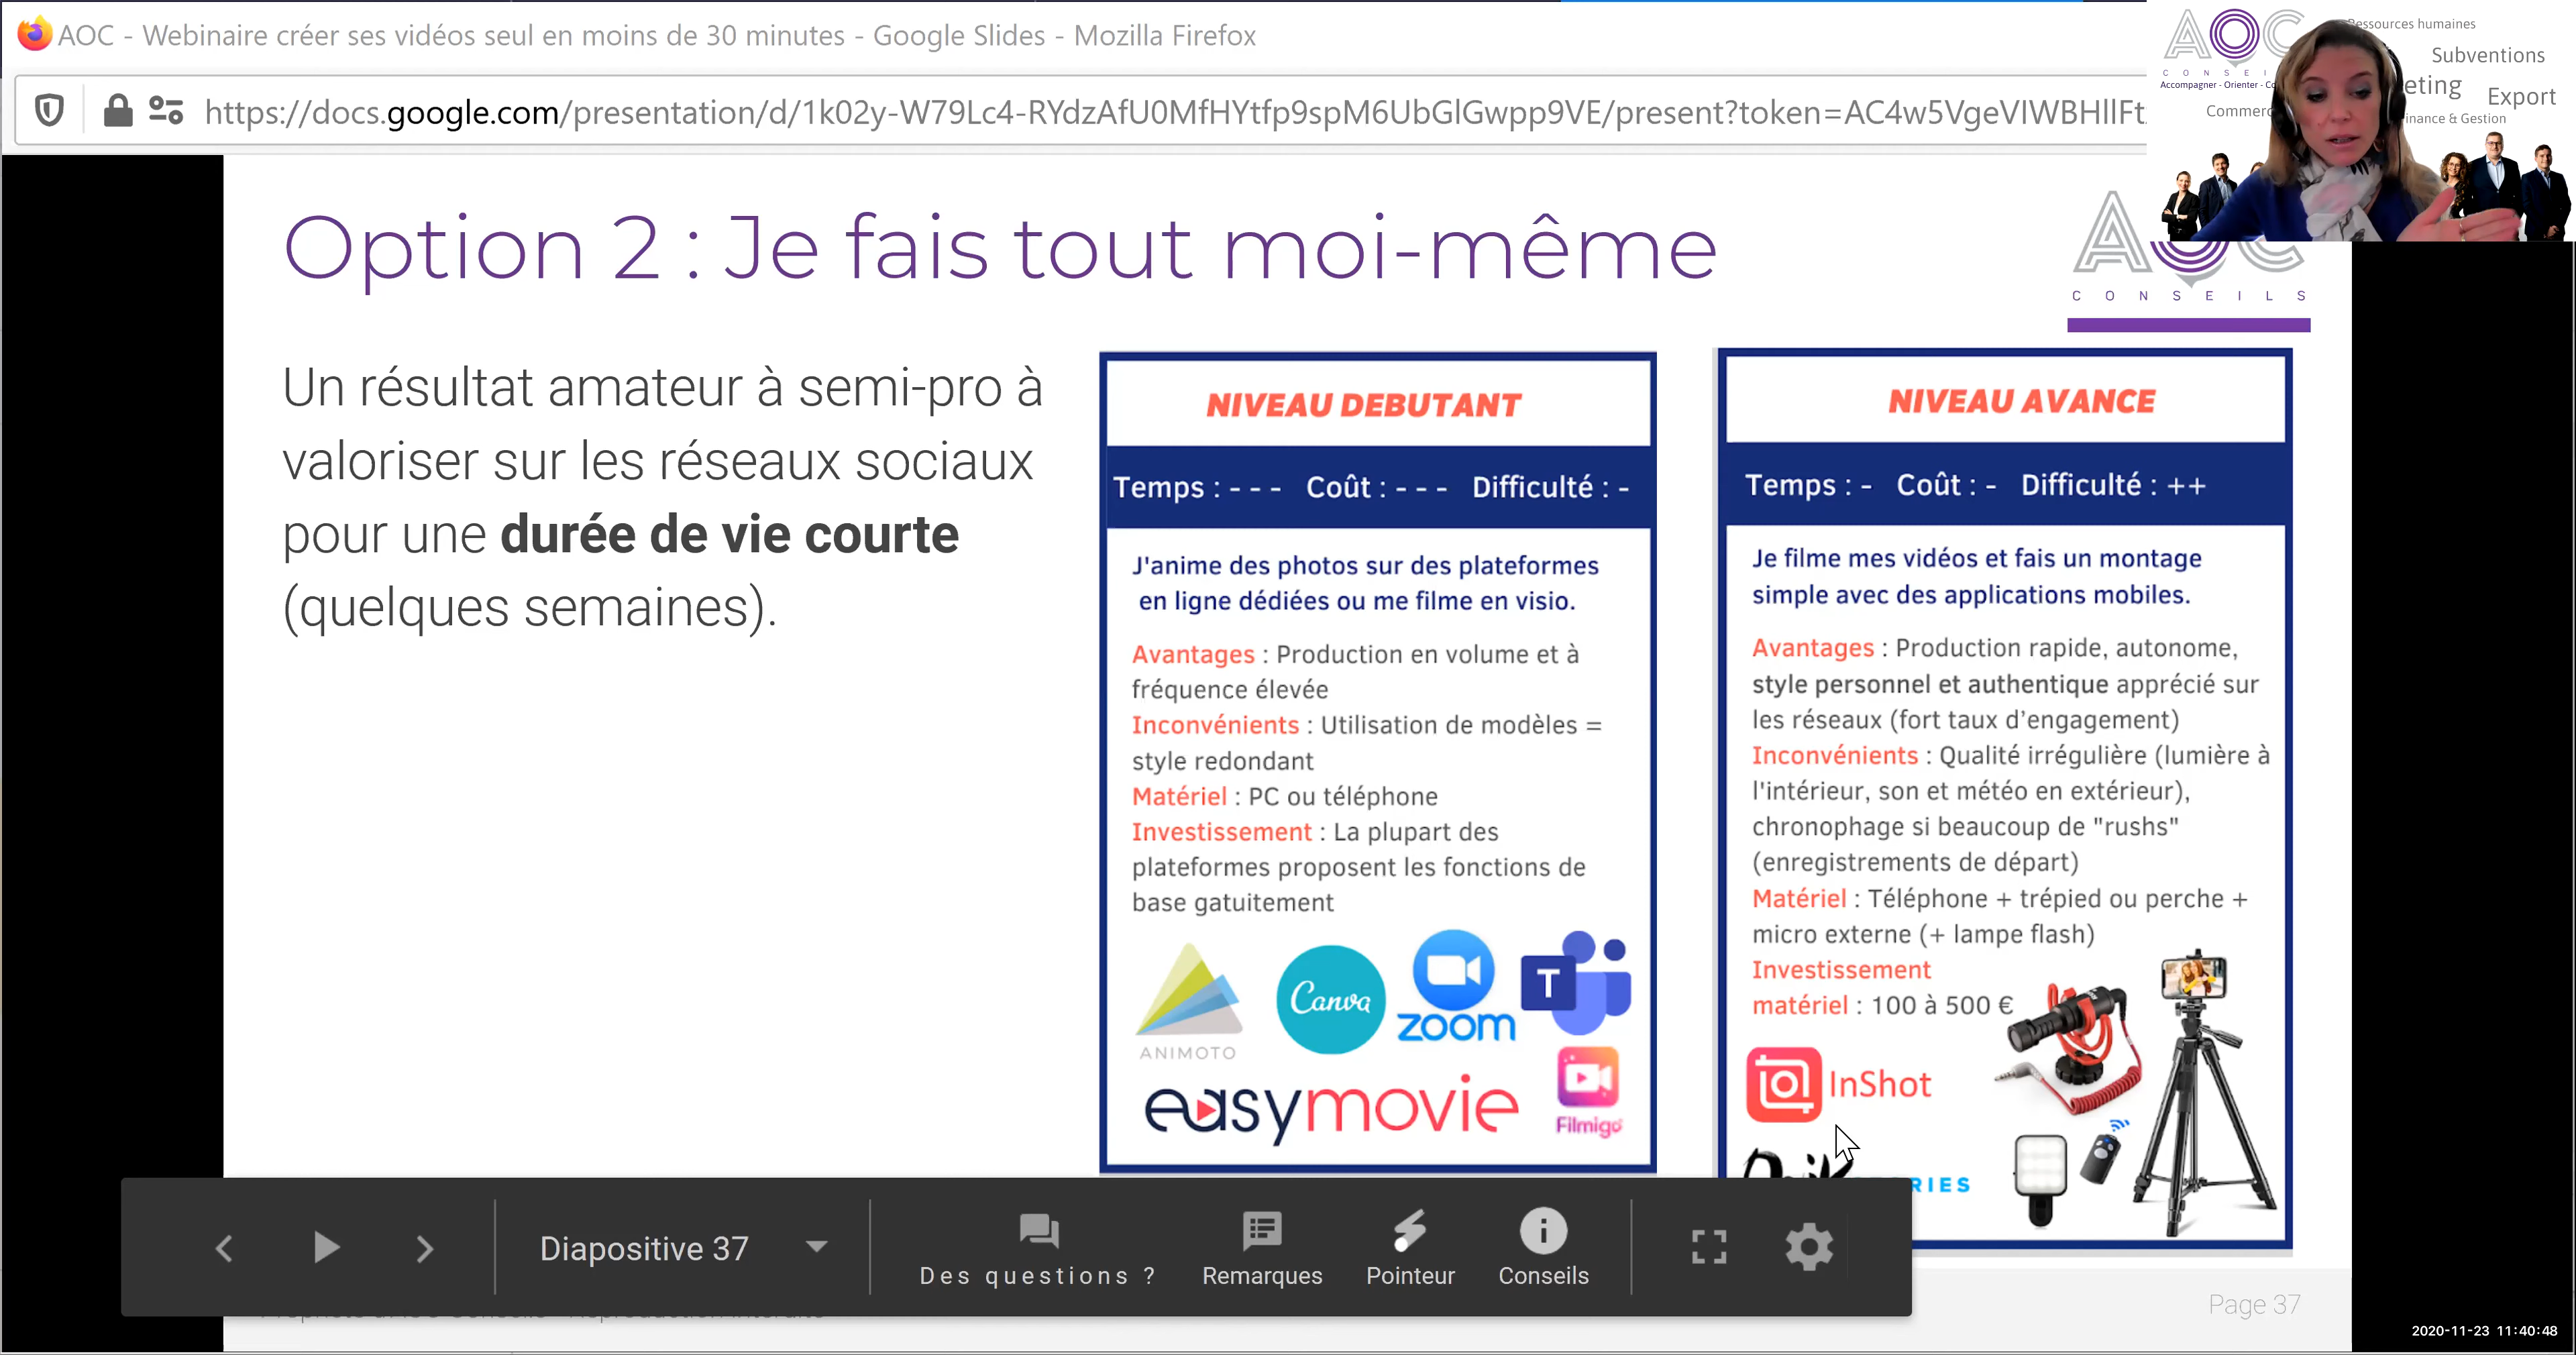 AOC - Webinaire créer ses vidéos seul en moins de 30 minutes - Google Slides - Mozilla Firefox
https://docs.google.com/presentation/d/1k02y-W79Lc4-RYdzAfU0MfHYtfp9spM6UbGlGwpp9VE/present?token=AC4w5VgeVIWBHllFt
AOC
Accompagner - Orienter
Ressources humaines
Subventions
eting
Export
Commerc
inance & Gestion
Option 2 : Je fais tout moi-même
AOC
CONSEILS
Un résultat amateur à semi-pro à
valoriser sur les réseaux sociaux
pour une durée de vie courte
(quelques semaines).
NIVEAU DEBUTANT
Temps : - - - Coût : - - - Difficulté : -
J'anime des photos sur des plateformes
en ligne dédiées ou me filme en visio.
Avantages : Production en volume et à
fréquence élevée
Inconvénients : Utilisation de modèles =
style redondant
Matériel : PC ou téléphone
Investissement : La plupart des
plateformes proposent les fonctions de
base gatuitement
ANIMOTO
Canva
zoom
T
easymovie
Filmigo
NIVEAU AVANCE
Temps : - Coût : - Difficulté : ++
Je filme mes vidéos et fais un montage
simple avec des applications mobiles.
Avantages : Production rapide, autonome,
style personnel et authentique apprécié sur
les réseaux (fort taux d'engagement)
Inconvénients : Qualité irrégulière (lumière à
l'intérieur, son et météo en extérieur),
chronophage si beaucoup de "rushs"
(enregistrements de départ)
Matériel : Téléphone + trépied ou perche +
micro externe (+ lampe flash)
Investissement
matériel : 100 à 500 €
InShot
RIES
Diapositive 37
Des questions ?
Remarques
Pointeur
Conseils
Page 37
2020-11-23 11:40:48